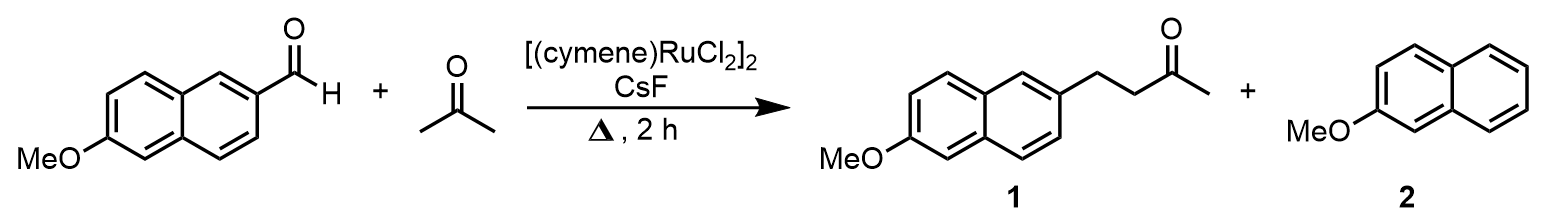 O
H
MeO
+
O
[(cymene)RuCl₂]₂
CsF
Δ, 2 h
O
MeO
1
+
MeO
2